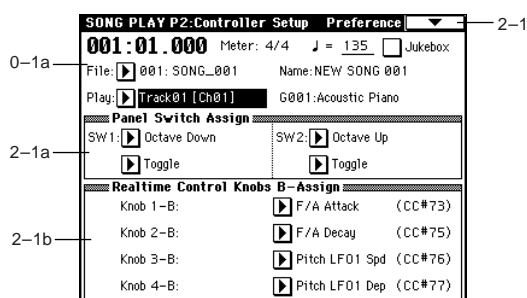 SONG PLAY P2:Controller Setup Preference
2–1
001:01.000 Meter: 4/4 ♩= 135 Jukebox
0–1a
File: 001: SONG_001 Name:NEW SONG 001
Play: Track01 [Ch01] G001:Acoustic Piano
Panel Switch Assign
SW1: Octave Down SW2: Octave Up
2–1a
Toggle Toggle
Realtime Control Knobs B-Assign
Knob 1-B: F/A Attack (CC#73)
Knob 2-B: F/A Decay (CC#75)
2–1b
Knob 3-B: Pitch LFO1 Spd (CC#76)
Knob 4-B: Pitch LFO1 Dep (CC#77)